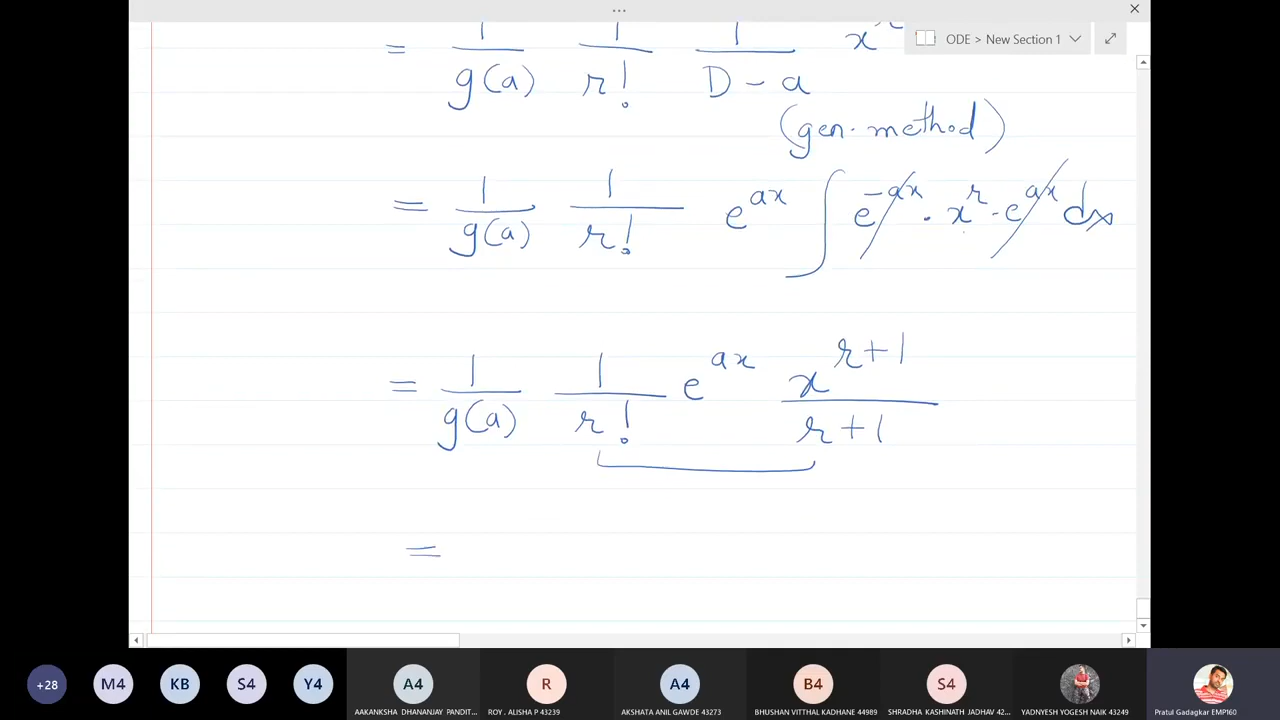 ...
ODE > New Section 1
= 1/g(a) 1/r! 1/(D - a) x^r
(gen. method)
= 1/g(a) 1/r! e^{ax} ∫ e^{-ax} · x^r · e^{ax} dx
= 1/g(a) 1/r! e^{ax} x^{r+1}/(r+1)
=
+28 M4 KB S4 Y4 A4 R A4 B4 S4
AAKANKSHA DHANANJAY PANDIT... ROY . ALISHA P 43239 AKSHATA ANIL GAWDE 43273 BHUSHAN VITTHAL KADHANE 44989 SHRADHA KASHINATH JADHAV 42... YADNYESH YOGESH NAIK 43249 Pratul Gadagkar EMP160